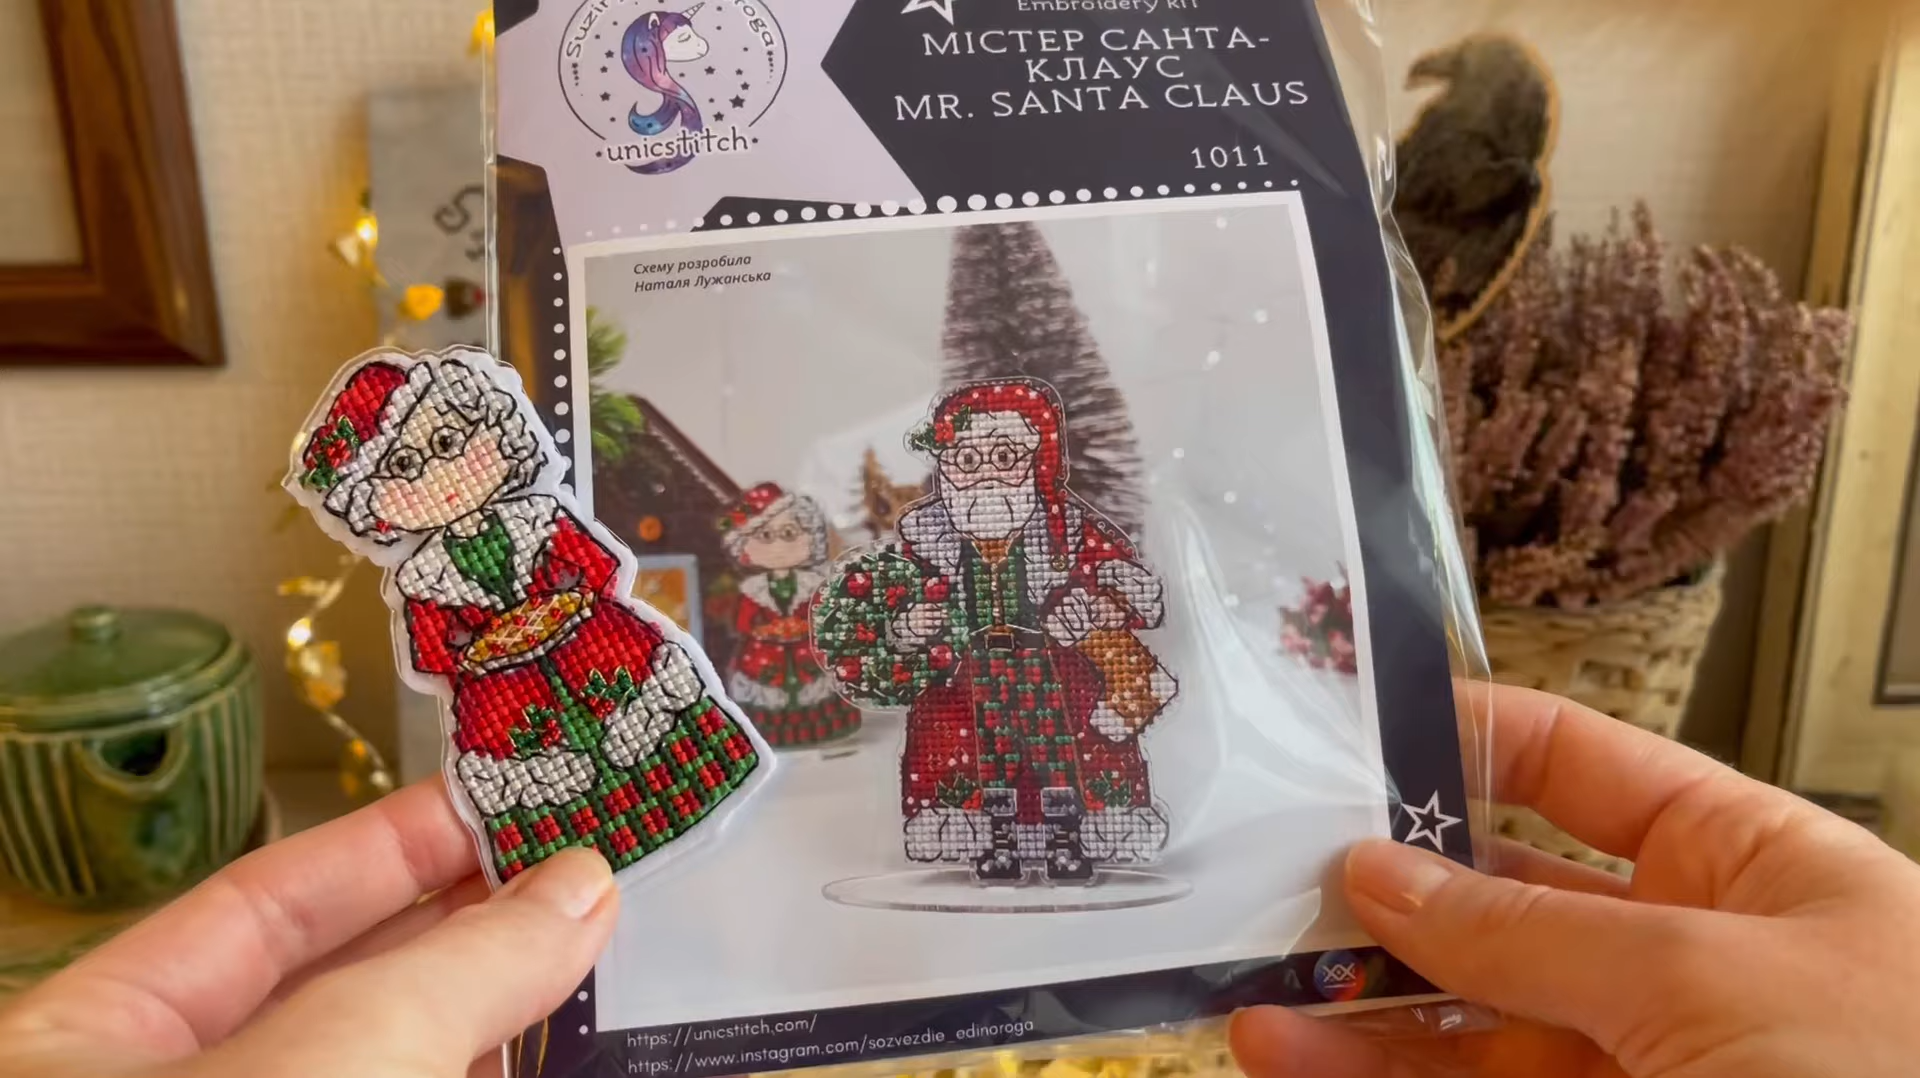 unicstitch
Embroidery kit
МІСТЕР САНТА-
КЛАУС
MR. SANTA CLAUS
1011
Схему розробила
Наталя Лужанська
https://unicstitch.com/
https://www.instagram.com/sozvezdie_edinoroga